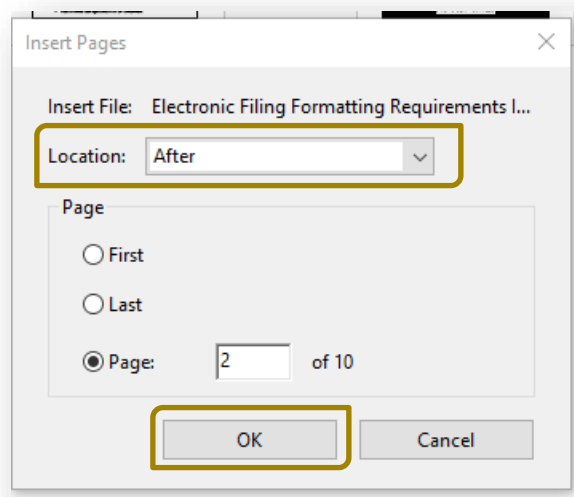 Insert Pages
Insert File: Electronic Filing Formatting Requirements I...
Location: After
Page
First
Last
Page: 2 of 10
OK Cancel